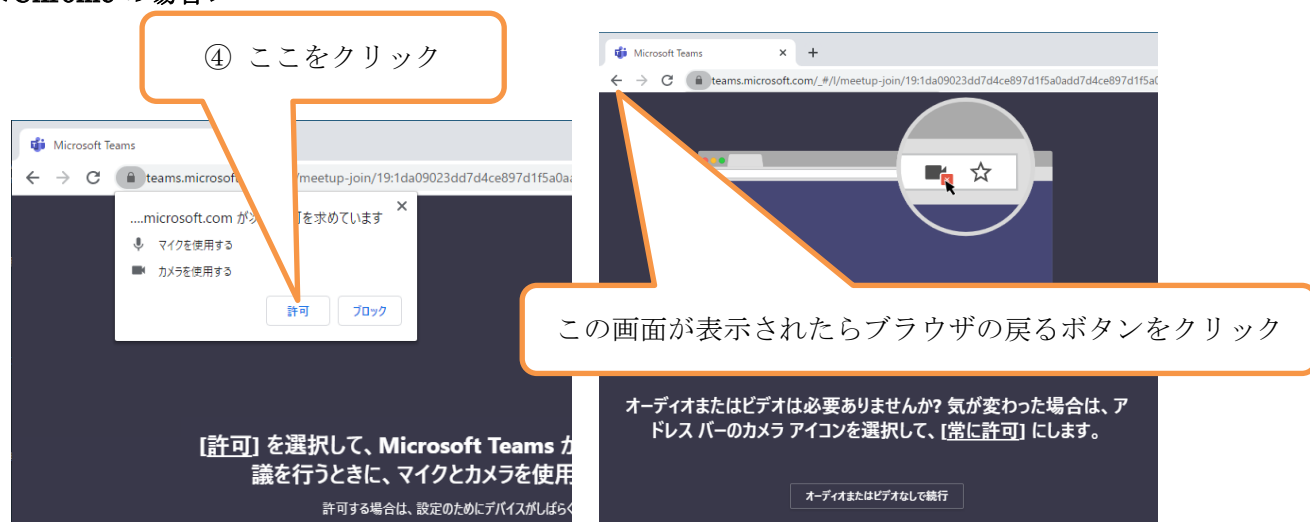 ④ ここをクリック
Microsoft Teams
teams.microsof
/meetup-join/19:1da09023dd7d4ce897d1f5a0a
....microsoft.com が
を求めています
マイクを使用する
カメラを使用する
許可
ブロック
[許可] を選択して、Microsoft Teams
議を行うときに、マイクとカメラを使用
許可する場合は、設定のためにデバイスがしばらく
Microsoft Teams
teams.microsoft.com/_#/l/meetup-join/19:1da09023dd7d4ce897d1f5a0add7d4ce897d1f5a0
この画面が表示されたらブラウザの戻るボタンをクリック
オーディオまたはビデオは必要ありませんか? 気が変わった場合は、ア
ドレス バーのカメラ アイコンを選択して、[常に許可] にします。
オーディオまたはビデオなしで続行